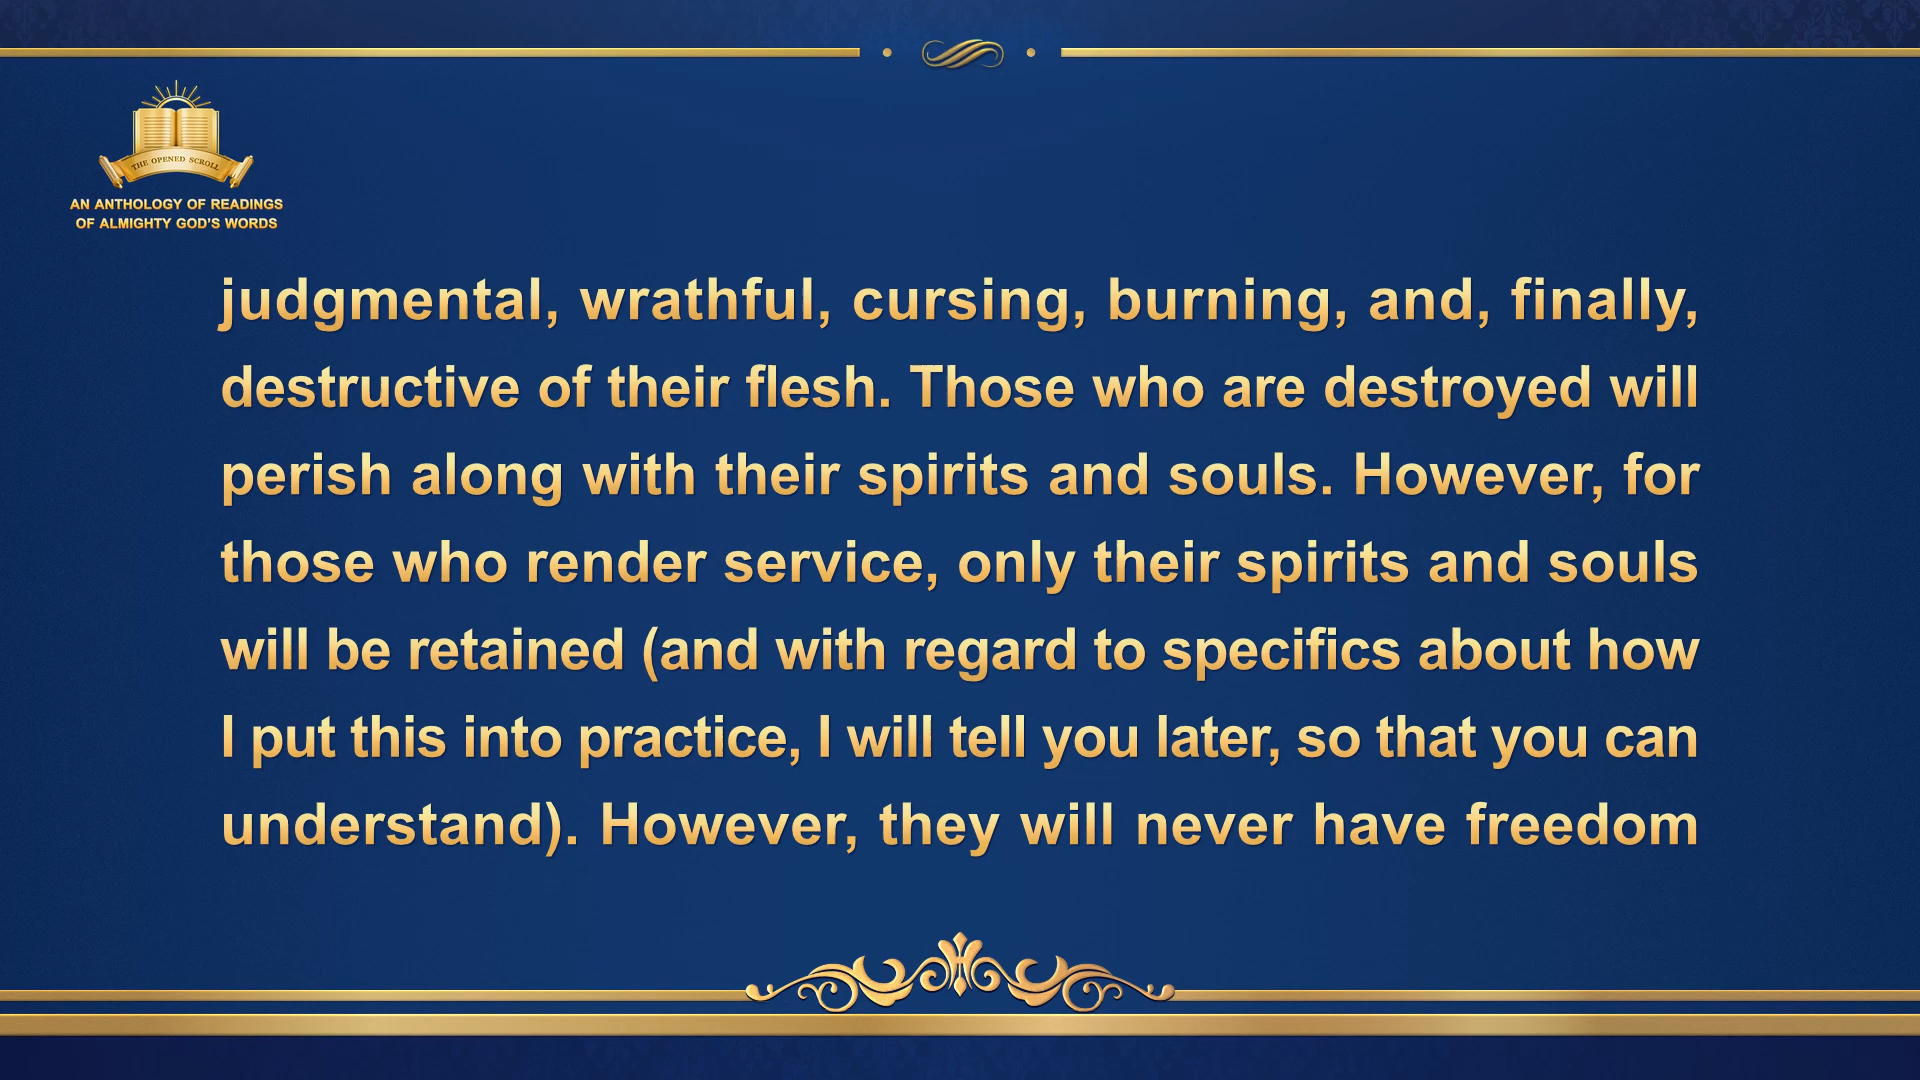 THE OPENED SCROLL
AN ANTHOLOGY OF READINGS
OF ALMIGHTY GOD'S WORDS
judgmental, wrathful, cursing, burning, and, finally,
destructive of their flesh. Those who are destroyed will
perish along with their spirits and souls. However, for
those who render service, only their spirits and souls
will be retained (and with regard to specifics about how
I put this into practice, I will tell you later, so that you can
understand). However, they will never have freedom